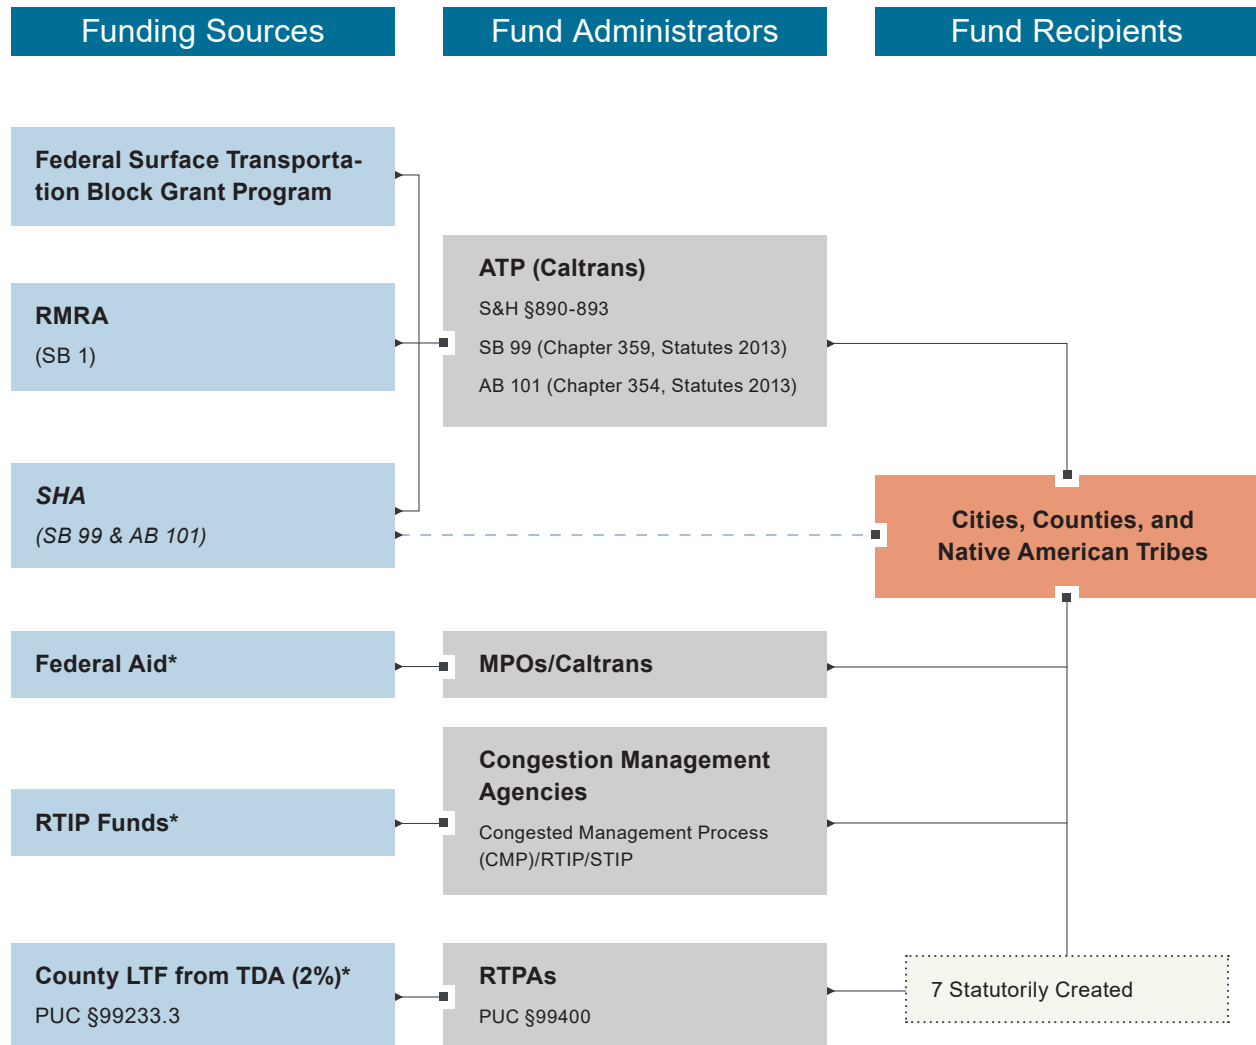 Funding Sources
Fund Administrators
Fund Recipients
Federal Surface Transporta-
tion Block Grant Program
RMRA
(SB 1)
SHA
(SB 99 & AB 101)
ATP (Caltrans)
S&H §890-893
SB 99 (Chapter 359, Statutes 2013)
AB 101 (Chapter 354, Statutes 2013)
Cities, Counties, and
Native American Tribes
Federal Aid*
MPOs/Caltrans
RTIP Funds*
Congestion Management
Agencies
Congested Management Process
(CMP)/RTIP/STIP
County LTF from TDA (2%)*
PUC §99233.3
RTPAs
PUC §99400
7 Statutorily Created